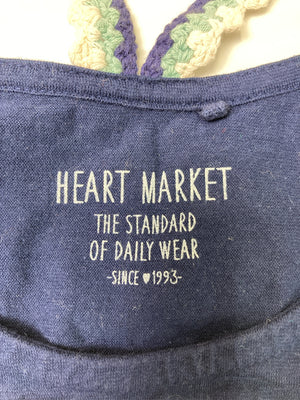 HEART MARKET
THE STANDARD
OF DAILY WEAR
-SINCE ♥ 1993-